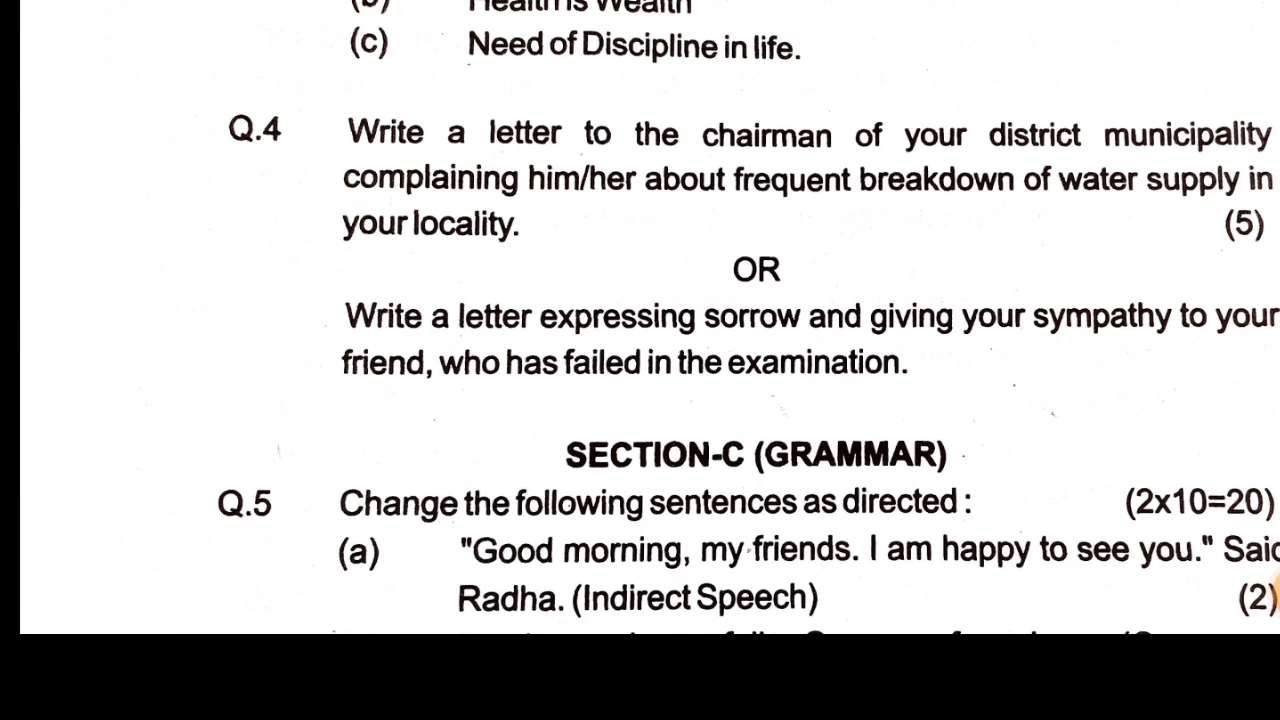 (b) Health is Wealth
(c) Need of Discipline in life.
Q.4 Write a letter to the chairman of your district municipality
complaining him/her about frequent breakdown of water supply in
your locality. (5)
OR
Write a letter expressing sorrow and giving your sympathy to your
friend, who has failed in the examination.
SECTION-C (GRAMMAR)
Q.5 Change the following sentences as directed : (2x10=20)
(a) "Good morning, my friends. I am happy to see you." Said
Radha. (Indirect Speech) (2)